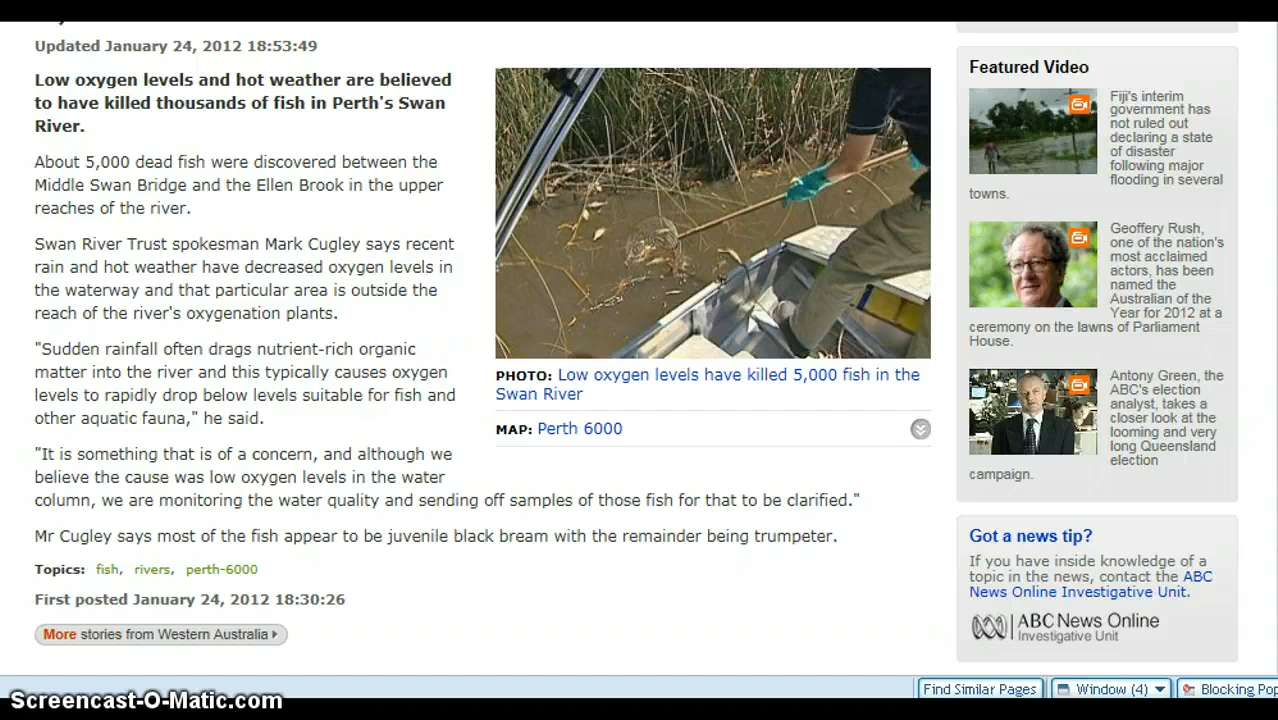 Updated January 24, 2012 18:53:49
Low oxygen levels and hot weather are believed
to have killed thousands of fish in Perth's Swan
River.
About 5,000 dead fish were discovered between the
Middle Swan Bridge and the Ellen Brook in the upper
reaches of the river.
Swan River Trust spokesman Mark Cugley says recent
rain and hot weather have decreased oxygen levels in
the waterway and that particular area is outside the
reach of the river's oxygenation plants.
"Sudden rainfall often drags nutrient-rich organic
matter into the river and this typically causes oxygen
levels to rapidly drop below levels suitable for fish and
other aquatic fauna," he said.
"It is something that is of a concern, and although we
believe the cause was low oxygen levels in the water
column, we are monitoring the water quality and sending off samples of those fish for that to be clarified."
Mr Cugley says most of the fish appear to be juvenile black bream with the remainder being trumpeter.
Topics: fish, rivers, perth-6000
First posted January 24, 2012 18:30:26
More stories from Western Australia
PHOTO: Low oxygen levels have killed 5,000 fish in the
Swan River
MAP: Perth 6000
Featured Video
Fiji's interim
government has
not ruled out
declaring a state
of disaster
following major
flooding in several
towns.
Geoffery Rush,
one of the nation's
most acclaimed
actors, has been
named the
Australian of the
Year for 2012 at a
ceremony on the lawns of Parliament
House.
Antony Green, the
ABC's election
analyst, takes a
closer look at the
looming and very
long Queensland
election
campaign.
Got a news tip?
If you have inside knowledge of a
topic in the news, contact the ABC
News Online Investigative Unit.
ABC News Online
Investigative Unit
Find Similar Pages
Window (4)
Blocking Pop
Screencast-O-Matic.com